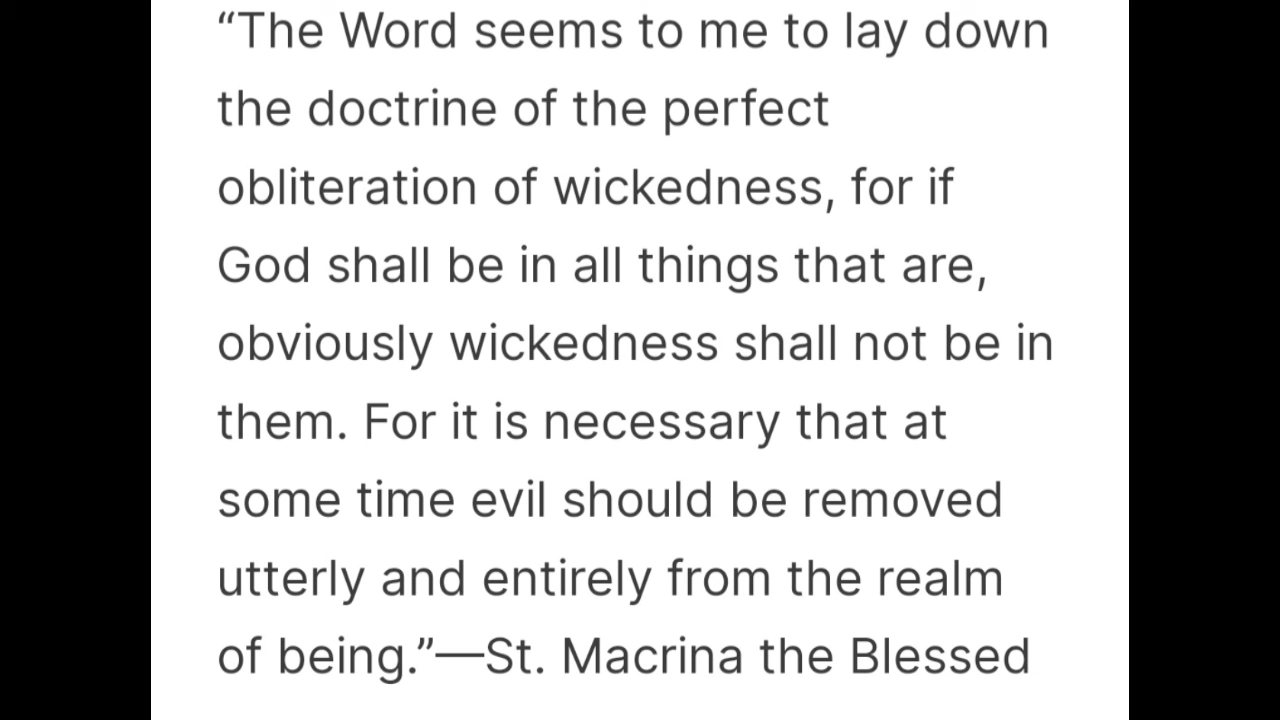 “The Word seems to me to lay down
the doctrine of the perfect
obliteration of wickedness, for if
God shall be in all things that are,
obviously wickedness shall not be in
them. For it is necessary that at
some time evil should be removed
utterly and entirely from the realm
of being.”—St. Macrina the Blessed